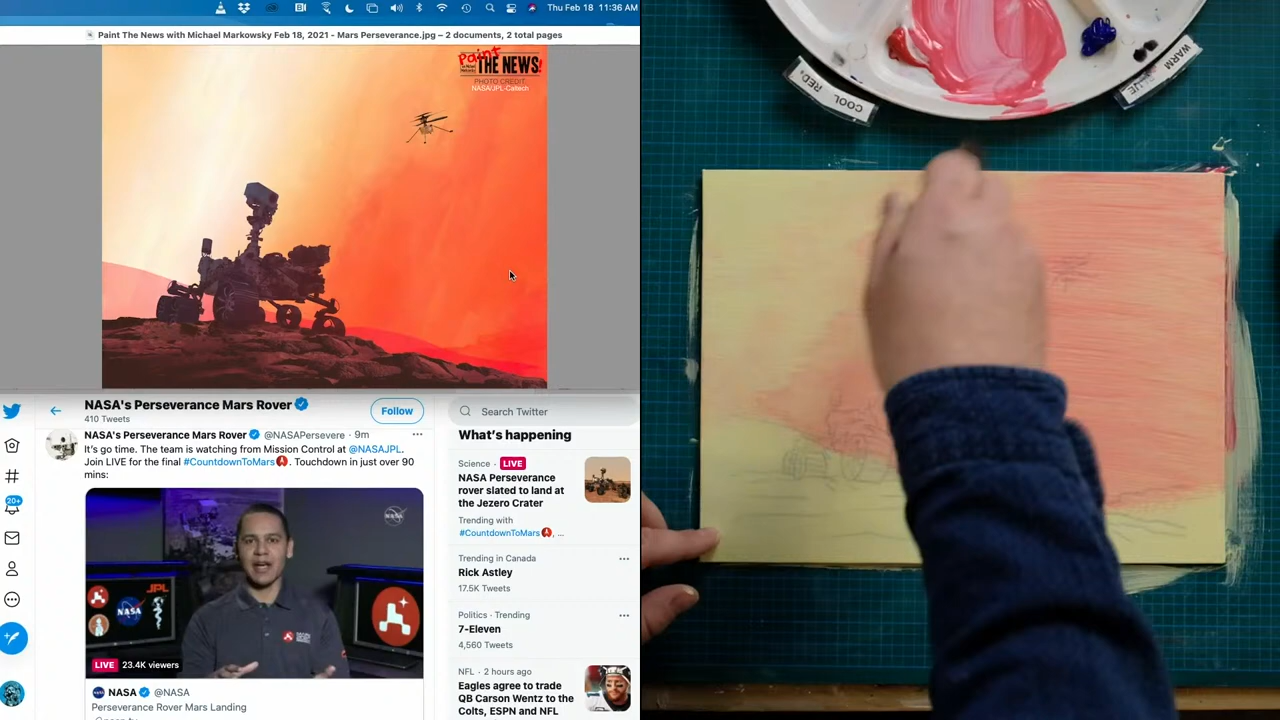 Thu Feb 18 11:36 AM
Paint The News with Michael Markowsky Feb 18, 2021 - Mars Perseverance.jpg – 2 documents, 2 total pages
Paint
THE NEWS!
PHOTO CREDIT:
NASA/JPL-Caltech
COOL
RED
WARM
NASA's Perseverance Mars Rover
410 Tweets
Follow
Search Twitter
NASA's Perseverance Mars Rover @NASAPersevere · 9m
It's go time. The team is watching from Mission Control at @NASAJPL.
Join LIVE for the final #CountdownToMars. Touchdown in just over 90
mins:
NASA
JPL
NASA
LIVE 23.4K viewers
NASA @NASA
Perseverance Rover Mars Landing
20+
What's happening
Science · LIVE
NASA Perseverance
rover slated to land at
the Jezero Crater
Trending with
#CountdownToMars, ...
Trending in Canada
Rick Astley
17.5K Tweets
Politics · Trending
7-Eleven
4,560 Tweets
NFL · 2 hours ago
Eagles agree to trade
QB Carson Wentz to the
Colts, ESPN and NFL